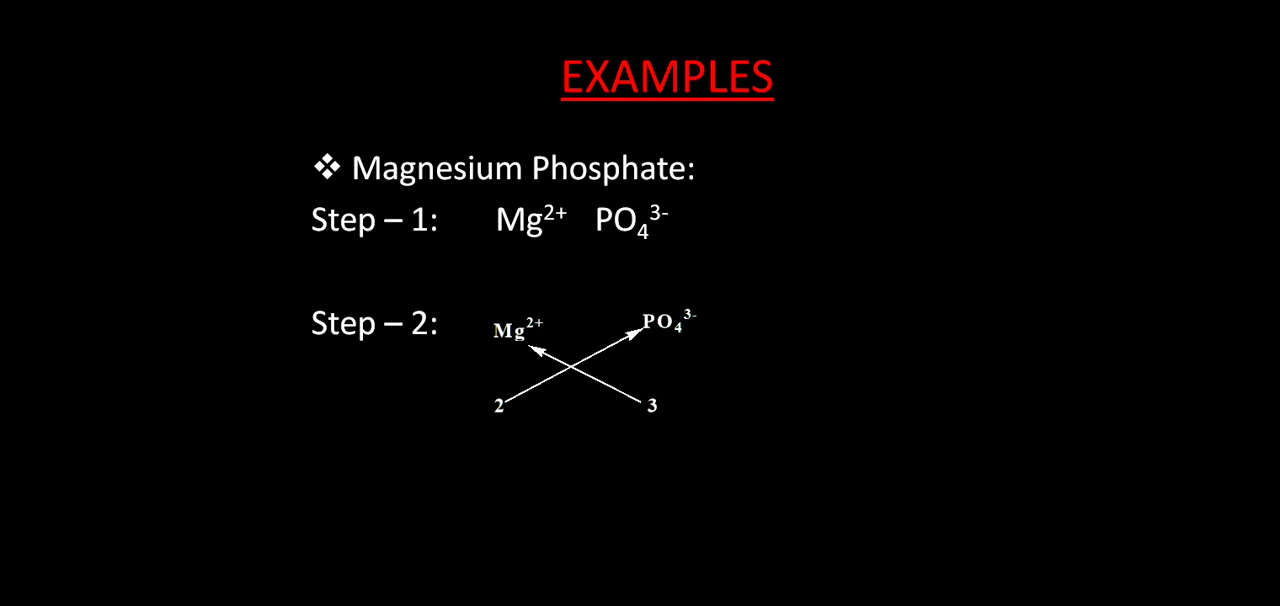 EXAMPLES
❖ Magnesium Phosphate:
Step – 1: Mg²⁺ PO₄³⁻
Step – 2: Mg²⁺ PO₄³⁻
2 3